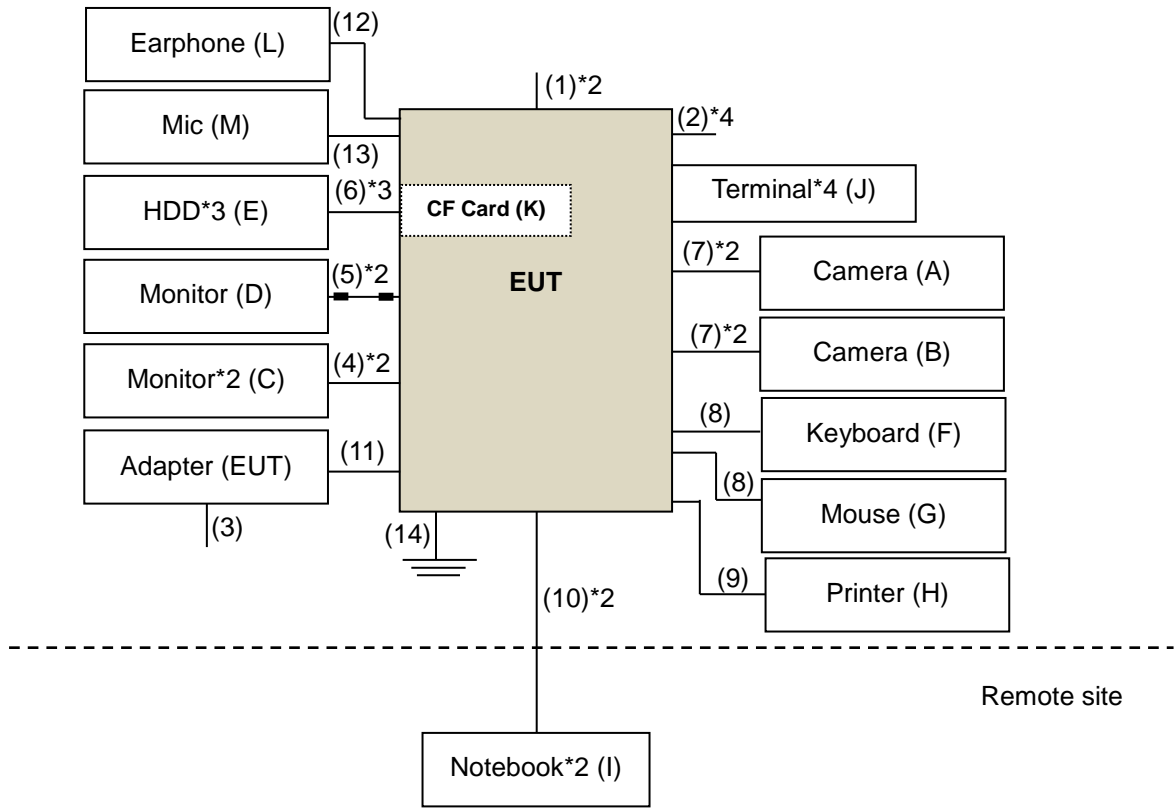 (12)
Earphone (L)
(1)*2
(2)*4
Mic (M)
(13)
(6)*3
HDD*3 (E)
CF Card (K)
Terminal*4 (J)
(7)*2
Camera (A)
(5)*2
Monitor (D)
EUT
(7)*2
Camera (B)
(4)*2
Monitor*2 (C)
(8)
Keyboard (F)
(11)
Adapter (EUT)
(8)
Mouse (G)
(3)
(14)
(9)
Printer (H)
(10)*2
Remote site
Notebook*2 (I)